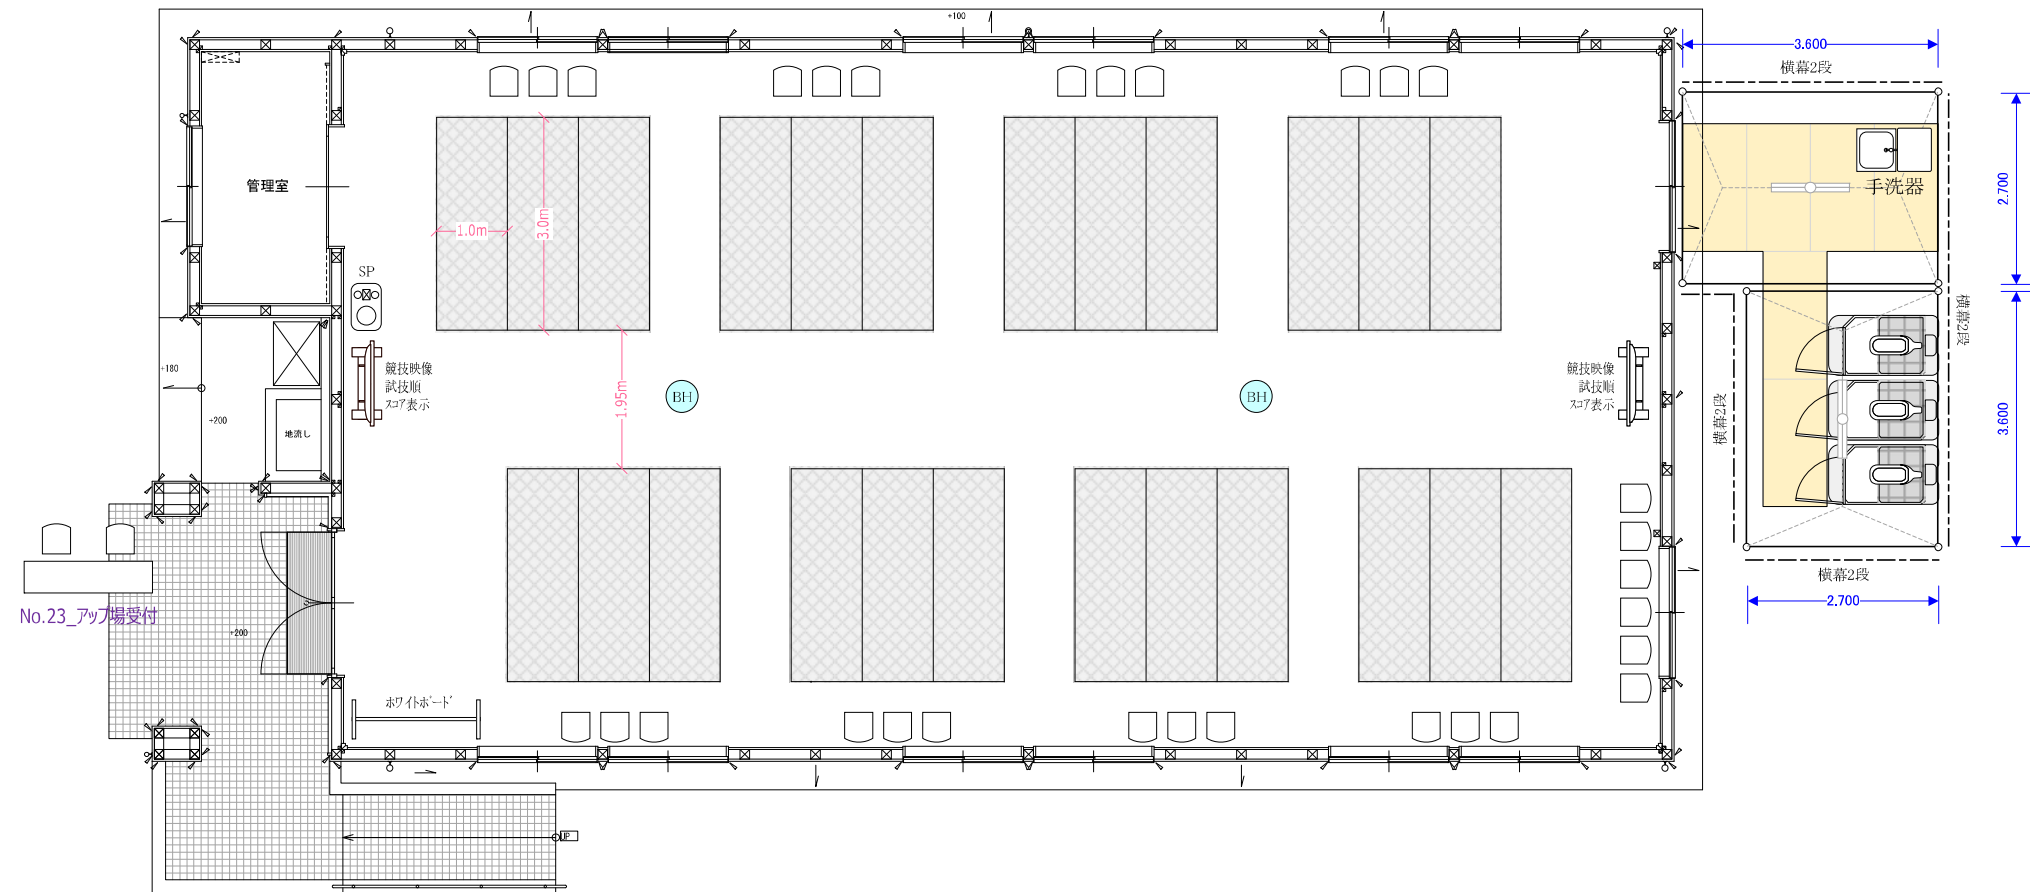 +100
3.600
横幕2段
管理室
手洗器
2.700
1.0m
3.0m
SP
横幕2段
+180
競技映像
試技順
スコア表示
1.95m
BH
BH
競技映像
試技順
スコア表示
横幕2段
3.600
+200
地流し
横幕2段
2.700
No.23_アップ場受付
+200
ホワイトボード
UP